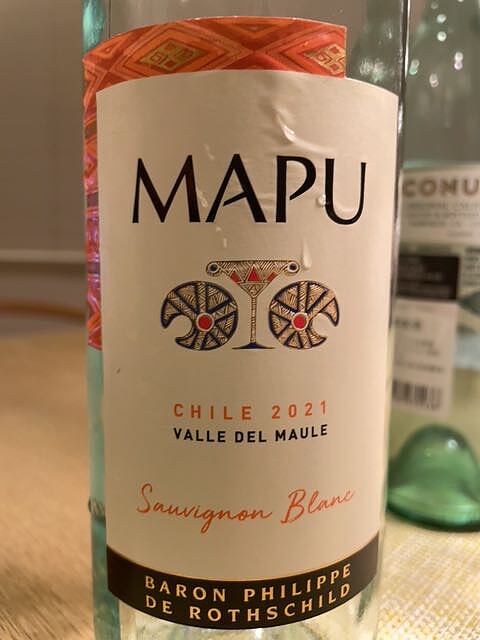 MAPU
CHILE 2021
VALLE DEL MAULE
Sauvignon Blanc
BARON PHILIPPE
DE ROTHSCHILD
CONU